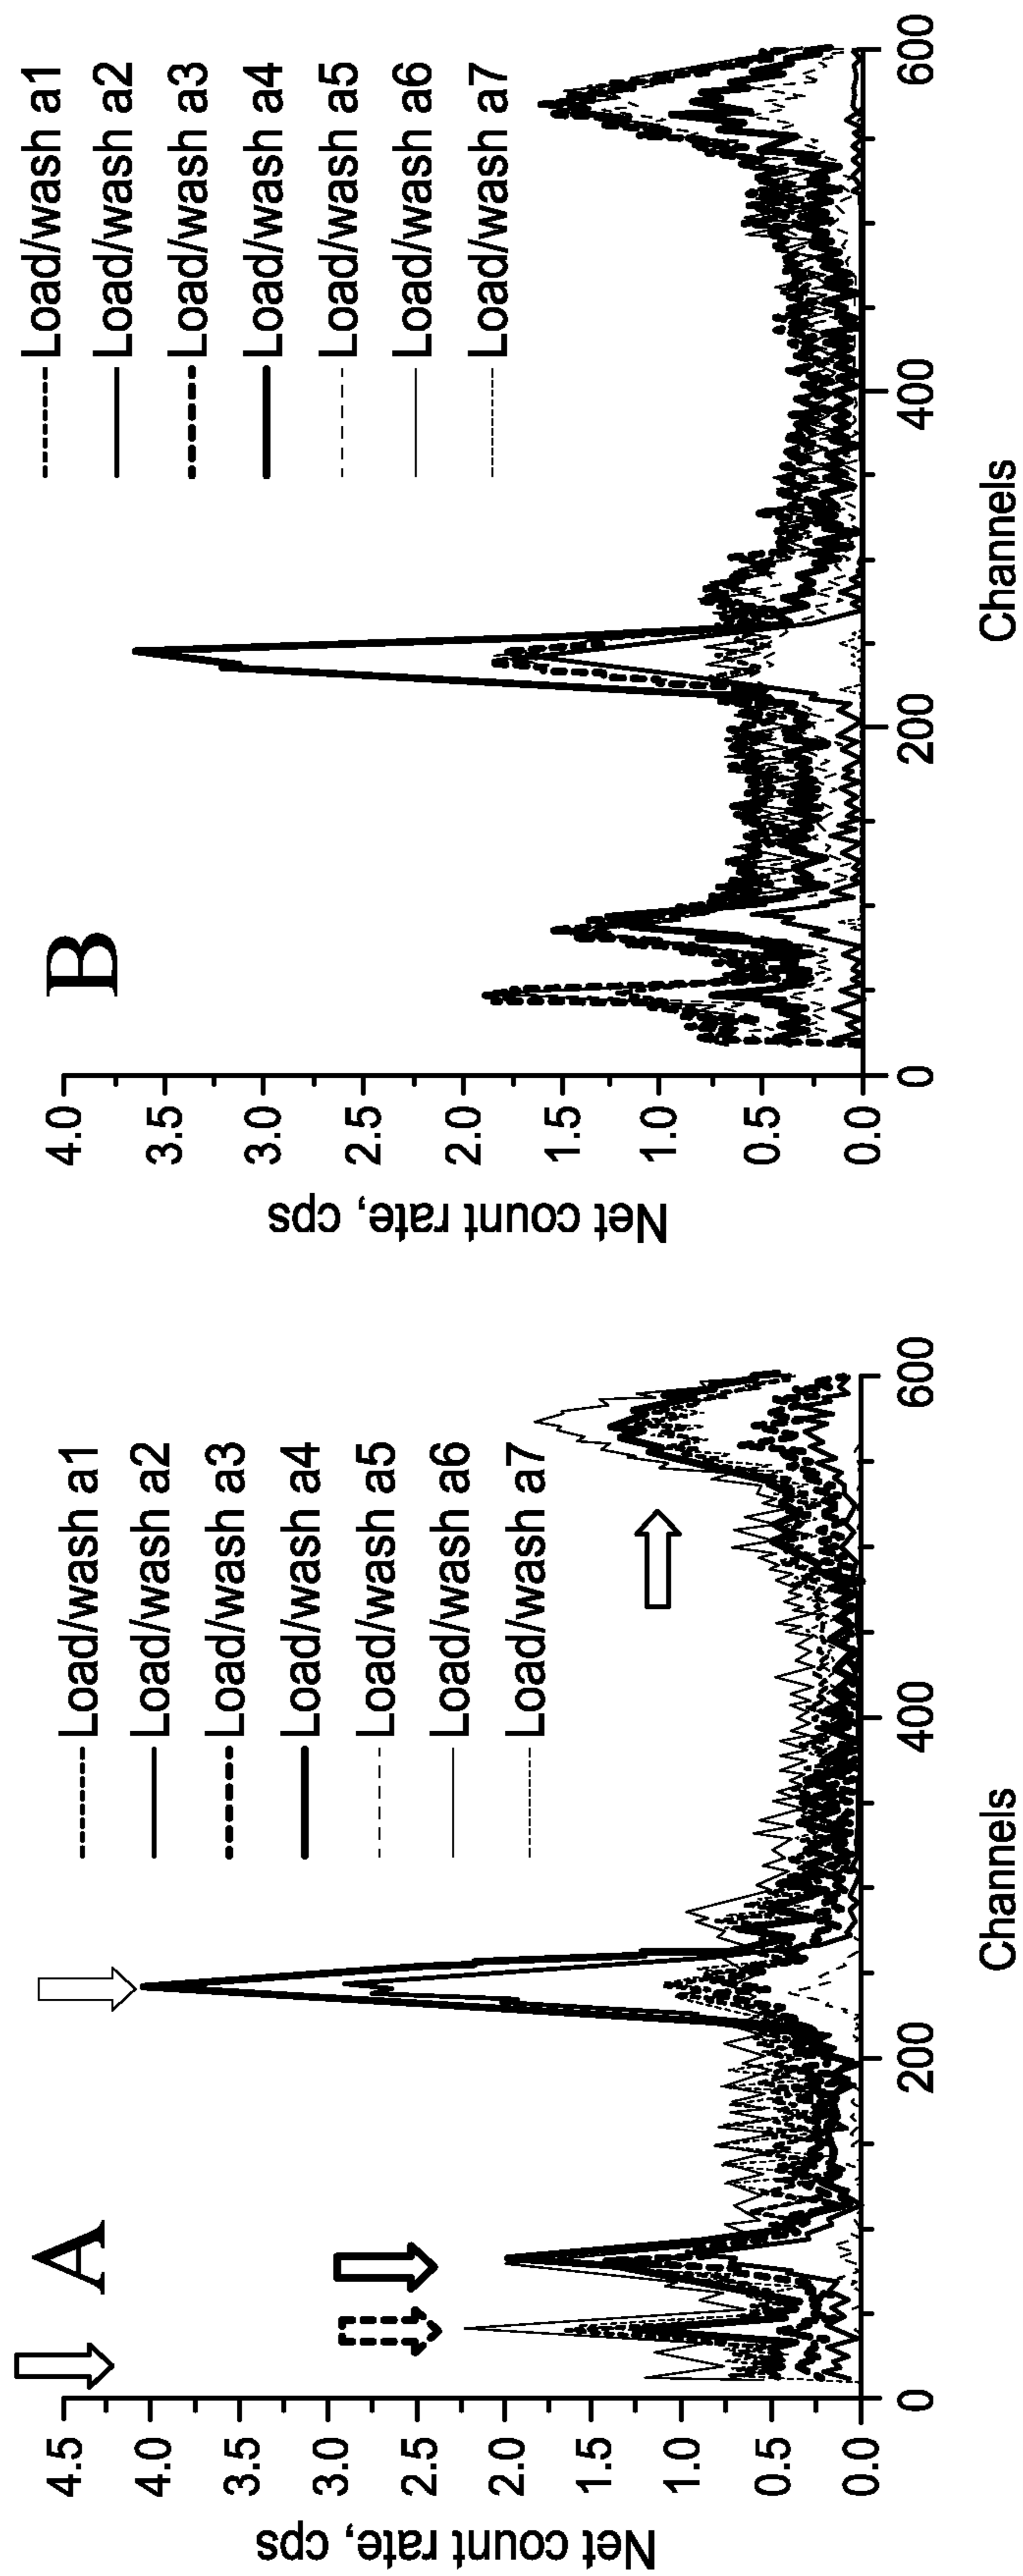 A
Net count rate, cps
4.5
4.0
3.5
3.0
2.5
2.0
1.5
1.0
0.5
0.0
Load/wash a1
Load/wash a2
Load/wash a3
Load/wash a4
Load/wash a5
Load/wash a6
Load/wash a7
0 200 400 600
Channels
B
Net count rate, cps
4.0
3.5
3.0
2.5
2.0
1.5
1.0
0.5
0.0
Load/wash a1
Load/wash a2
Load/wash a3
Load/wash a4
Load/wash a5
Load/wash a6
Load/wash a7
0 200 400 600
Channels